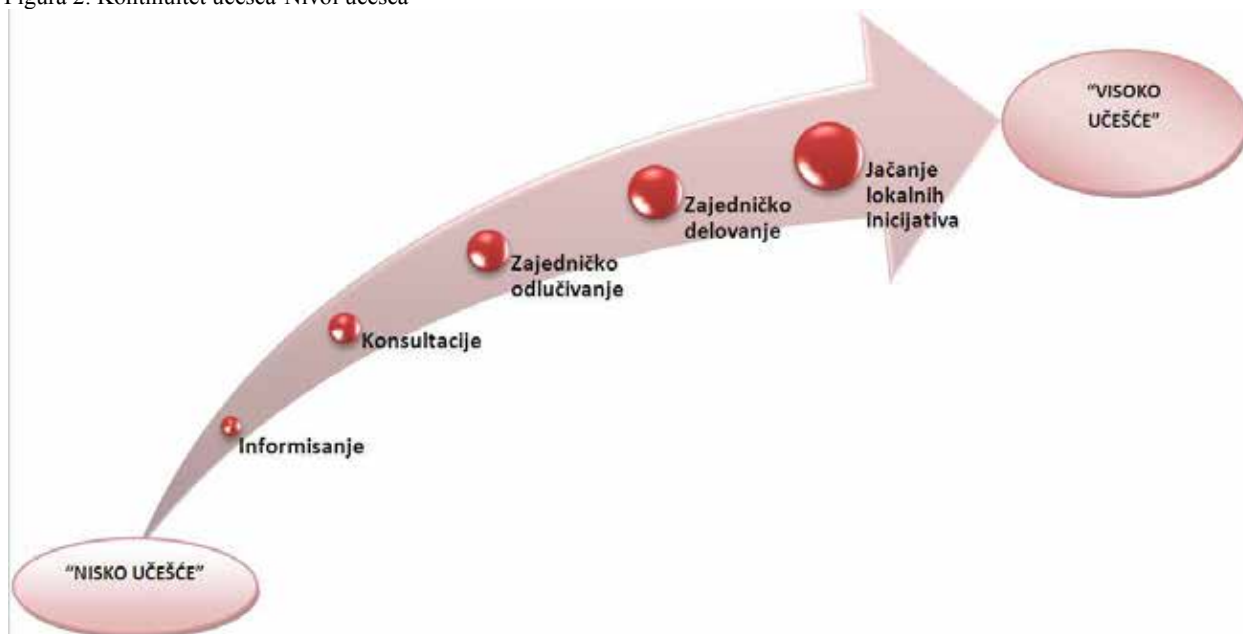 Figura 2: Kontinuitet učešća-Nivoi učešća
"VISOKO
UČEŠĆE"
Jačanje
lokalnih
inicijativa
Zajedničko
delovanje
Zajedničko
odlučivanje
Konsultacije
Informisanje
"NISKO UČEŠĆE"